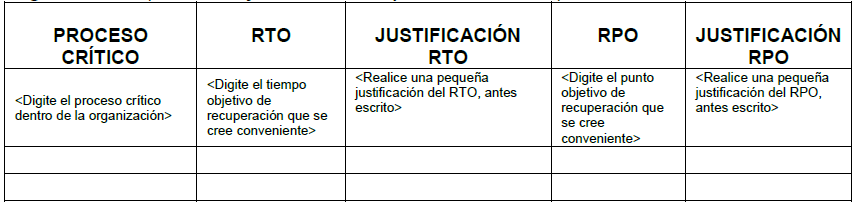 PROCESO
CRÍTICO
RTO
JUSTIFICACIÓN
RTO
RPO
JUSTIFICACIÓN
RPO
<Digite el proceso crítico
dentro de la organización>
<Digite el tiempo
objetivo de
recuperación que se
cree conveniente>
<Realice una pequeña
justificación del RTO, antes
escrito>
<Digite el punto
objetivo de
recuperación que
se cree
conveniente>
<Realice una pequeña
justificación del RPO,
antes escrito>